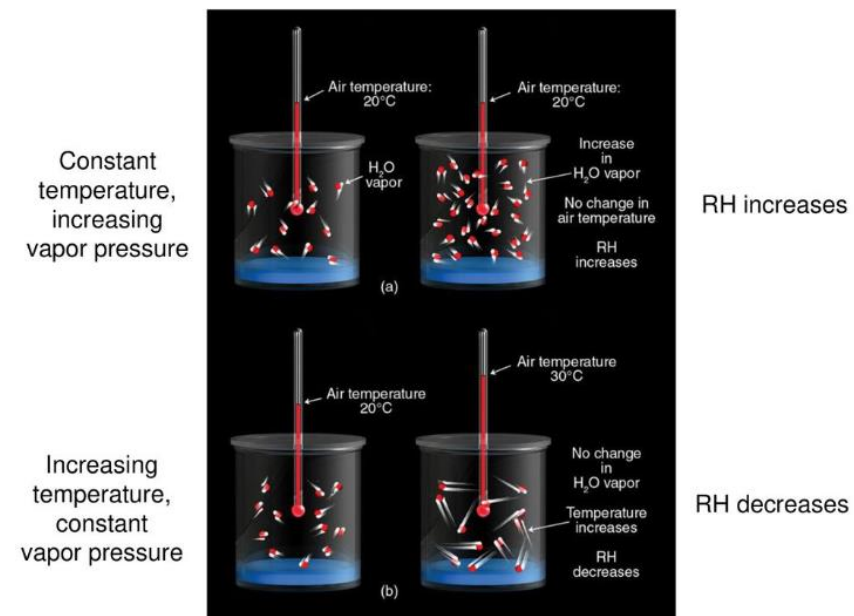 Constant
temperature,
increasing
vapor pressure
Air temperature:
20°C
H₂O
vapor
Air temperature:
20°C
Increase
in
H₂O vapor
No change in
air temperature
RH
increases
(a)
RH increases
Increasing
temperature,
constant
vapor pressure
Air temperature
20°C
Air temperature
30°C
No change
in
H₂O vapor
Temperature
increases
RH
decreases
(b)
RH decreases